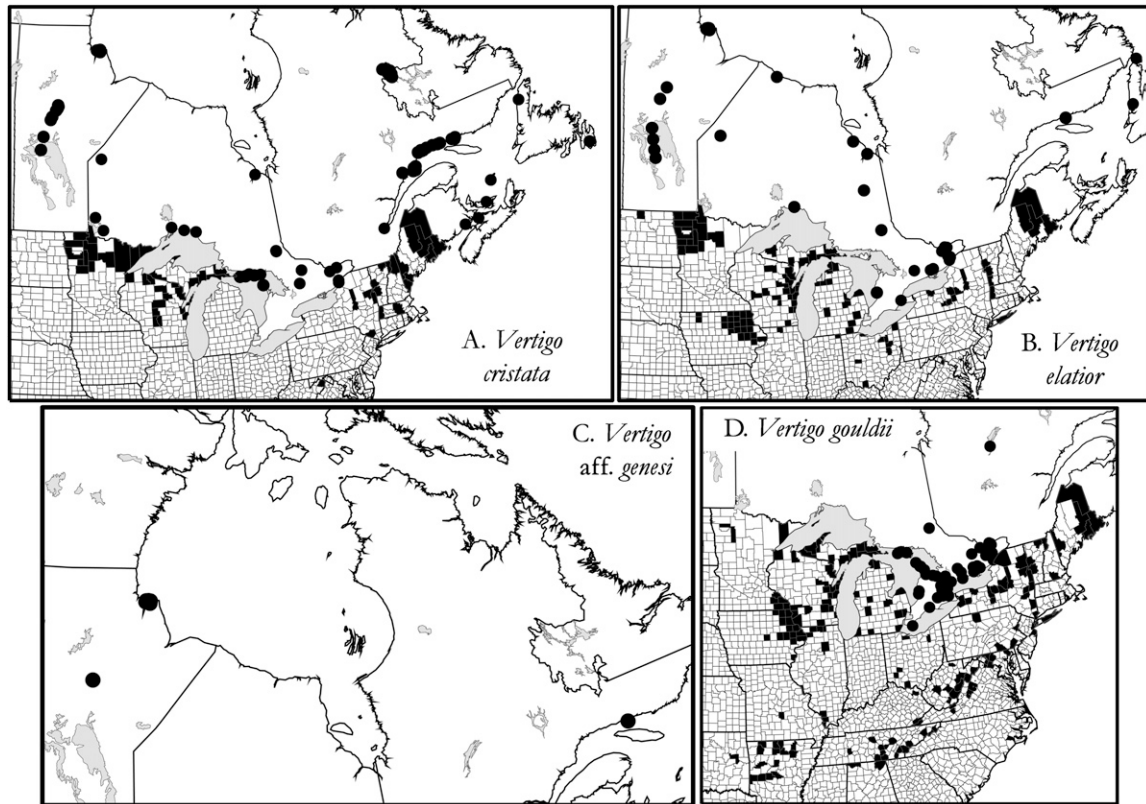 A. Vertigo
cristata
B. Vertigo
elatior
C. Vertigo
aff. genesi
D. Vertigo gouldii